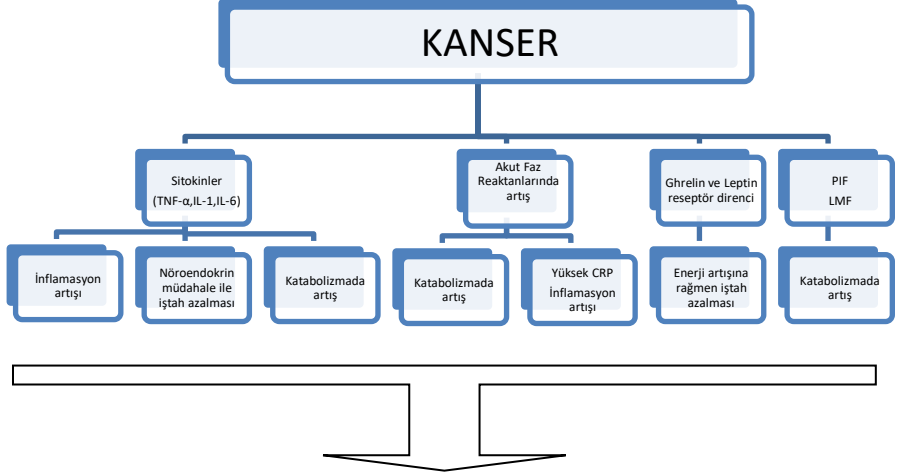 KANSER
Sitokinler
(TNF-α,IL-1,IL-6)
Akut Faz
Reaktanlarında
artış
Ghrelin ve Leptin
reseptör direnci
PIF
LMF
İnflamasyon
artışı
Nöroendokrin
müdahale ile
iştah azalması
Katabolizmada
artış
Katabolizmada
artış
Yüksek CRP
İnflamasyon
artışı
Enerji artışına
rağmen iştah
azalması
Katabolizmada
artış